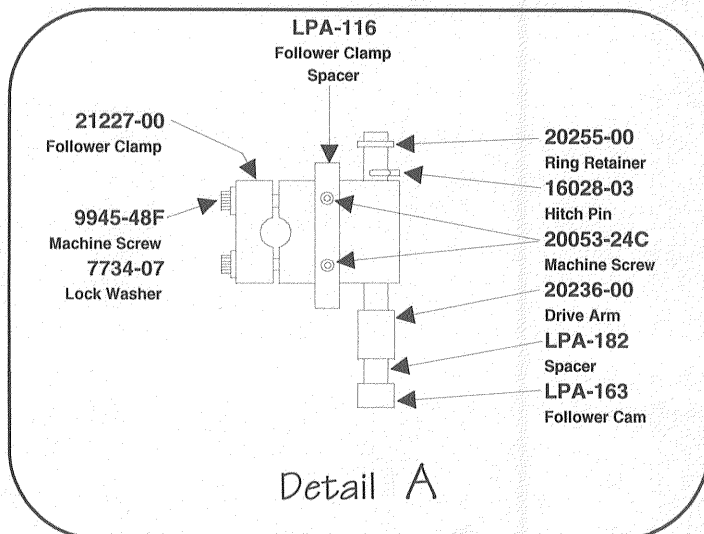 LPA-116
Follower Clamp
Spacer
21227-00
Follower Clamp
9945-48F
Machine Screw
7734-07
Lock Washer
20255-00
Ring Retainer
16028-03
Hitch Pin
20053-24C
Machine Screw
20236-00
Drive Arm
LPA-182
Spacer
LPA-163
Follower Cam
Detail A